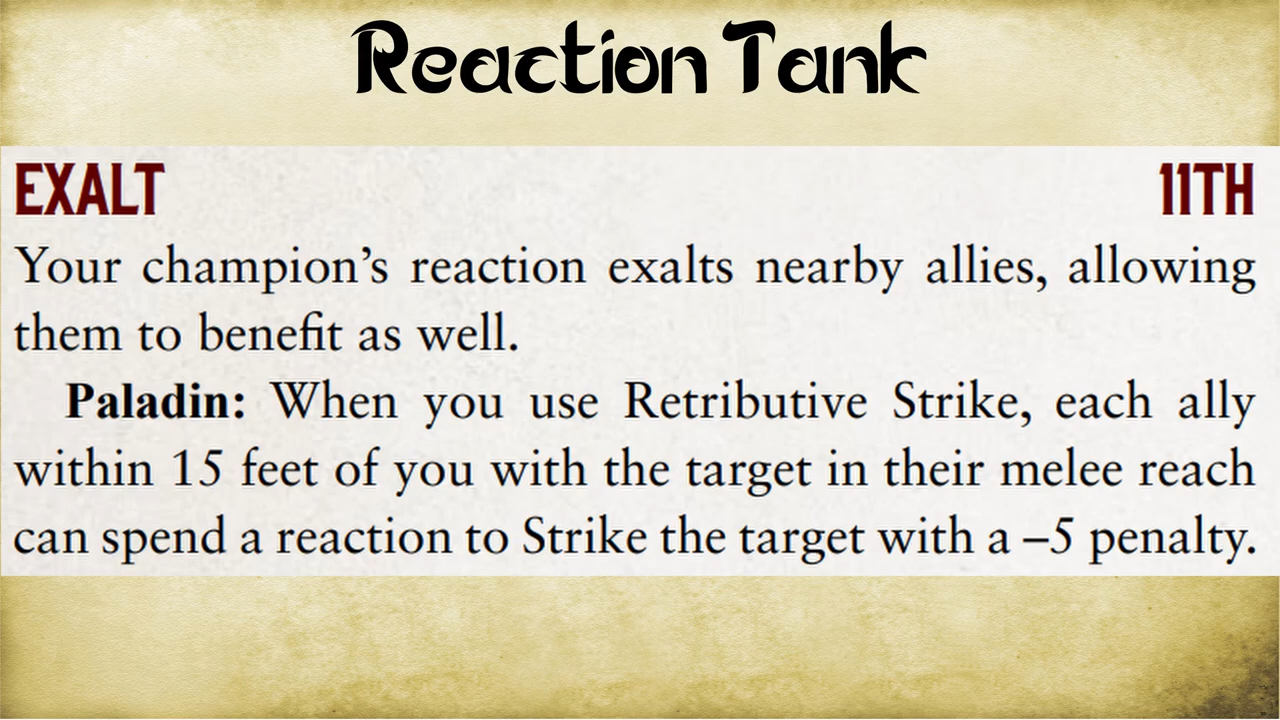 Reaction Tank
EXALT 11TH
Your champion’s reaction exalts nearby allies, allowing
them to benefit as well.
Paladin: When you use Retributive Strike, each ally
within 15 feet of you with the target in their melee reach
can spend a reaction to Strike the target with a –5 penalty.